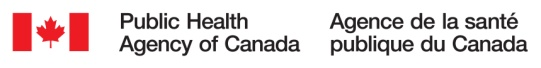 Public Health
Agency of Canada
Agence de la santé
publique du Canada